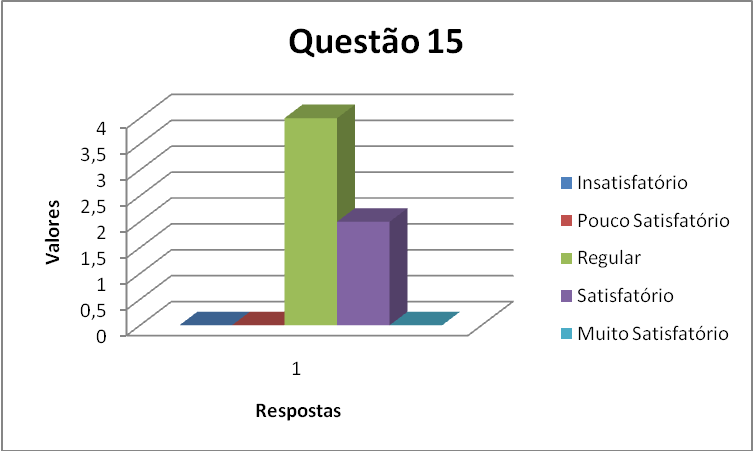 Questão 15
Valores
4
3,5
3
2,5
2
1,5
1
0,5
0
1
Respostas
Insatisfatório
Pouco Satisfatório
Regular
Satisfatório
Muito Satisfatório